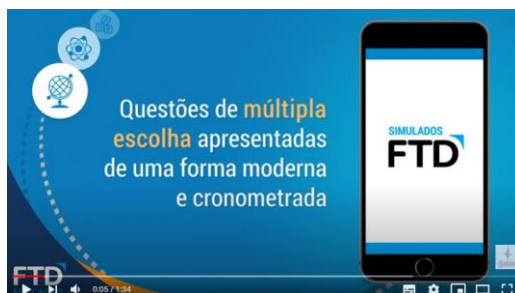 Questões de múltipla
escolha apresentadas
de uma forma moderna
e cronometrada
SIMULADOS
FTD
FTD
0:05 / 1:34